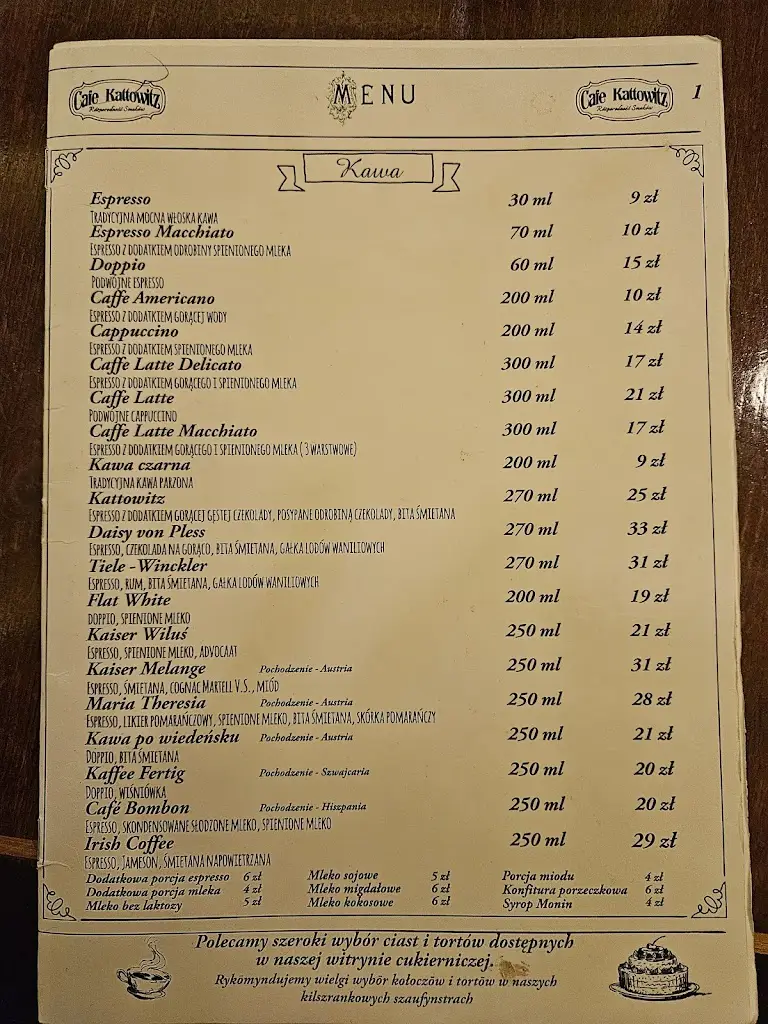 Cafe Kattowitz
Różnorodność Smaków
MENU
Cafe Kattowitz
Różnorodność Smaków
1
Kawa
Espresso 30 ml 9 zł
Tradycyjna mocna włoska kawa
Espresso Macchiato 70 ml 10 zł
Espresso z dodatkiem odrobiny spienionego mleka
Doppio 60 ml 15 zł
Podwójne espresso
Caffe Americano 200 ml 10 zł
Espresso z dodatkiem gorącej wody
Cappuccino 200 ml 14 zł
Espresso z dodatkiem spienionego mleka
Caffe Latte Delicato 300 ml 17 zł
Espresso z dodatkiem gorącego i spienionego mleka
Caffe Latte 300 ml 21 zł
Podwójne cappuccino
Caffe Latte Macchiato 300 ml 17 zł
Espresso z dodatkiem gorącego i spienionego mleka (3 warstwowe)
Kawa czarna 200 ml 9 zł
Tradycyjna kawa parzona
Kattowitz 270 ml 25 zł
Espresso z dodatkiem gorącej gęstej czekolady, posypane odrobiną czekolady, bita śmietana
Daisy von Pless 270 ml 33 zł
Espresso, czekolada na gorąco, bita śmietana, gałka lodów waniliowych
Tiele -Winckler 270 ml 31 zł
Espresso, rum, bita śmietana, gałka lodów waniliowych
Flat White 200 ml 19 zł
Doppio, spienione mleko
Kaiser Wiluś 250 ml 21 zł
Espresso, spienione mleko, advocaat
Kaiser Melange Pochodzenie - Austria 250 ml 31 zł
Espresso, śmietana, cognac Martell V.S., miód
Maria Theresia Pochodzenie - Austria 250 ml 28 zł
Espresso, likier pomarańczowy, spienione mleko, bita śmietana, skórka pomarańczy
Kawa po wiedeńsku Pochodzenie - Austria 250 ml 21 zł
Doppio, bita śmietana
Kaffee Fertig Pochodzenie - Szwajcaria 250 ml 20 zł
Doppio, wiśniówka
Café Bombon Pochodzenie - Hiszpania 250 ml 20 zł
Espresso, skondensowane słodzone mleko, spienione mleko
Irish Coffee 250 ml 29 zł
Espresso, Jameson, śmietana napowietrzana
Dodatkowa porcja espresso 6 zł Mleko sojowe 5 zł Porcja miodu 4 zł
Dodatkowa porcja mleka 4 zł Mleko migdałowe 6 zł Konfitura porzeczkowa 6 zł
Mleko bez laktozy 5 zł Mleko kokosowe 6 zł Syrop Monin 4 zł
Polecamy szeroki wybór ciast i tortów dostępnych
w naszej witrynie cukierniczej.
Rykōmyndujemy wielgi wybōr kołoczōw i tortōw w naszych
kilszrankowych szaufynstrach